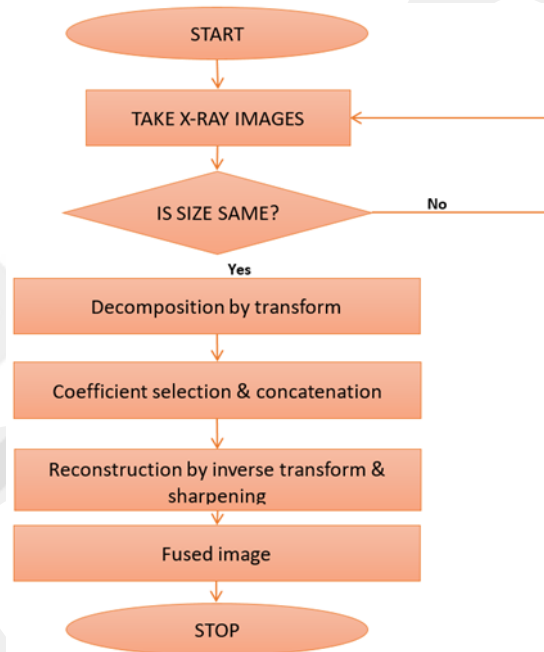 START
TAKE X-RAY IMAGES
IS SIZE SAME?
No
Yes
Decomposition by transform
Coefficient selection & concatenation
Reconstruction by inverse transform &
sharpening
Fused image
STOP